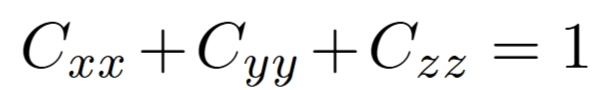 C_{xx} + C_{yy} + C_{zz} = 1